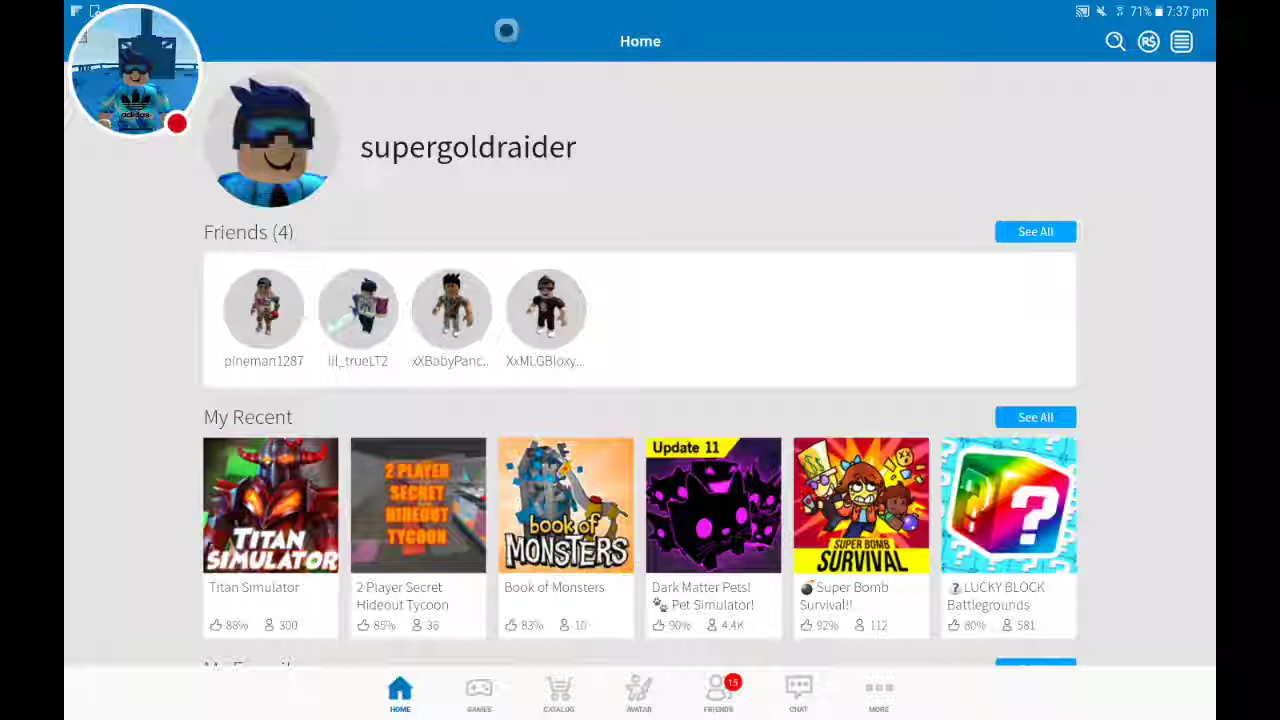 71% 7:37 pm
Home
R$
adidas
supergoldraider
Friends (4)
See All
pineman1287
lil_trueLT2
xXBabyPanc..
XxMLGBloxy...
My Recent
See All
TITAN SIMULATOR
2 PLAYER SECRET HIDEOUT TYCOON
book of MONSTERS
Update 11
SUPER BOMB SURVIVAL
?
Titan Simulator
88% 300
2 Player Secret
Hideout Tycoon
85% 36
Book of Monsters
83% 10
Dark Matter Pets!
🐾 Pet Simulator!
90% 4.4K
💣 Super Bomb
Survival!!
92% 112
❔ LUCKY BLOCK
Battlegrounds
80% 581
HOME
GAMES
CATALOG
AVATAR
15
FRIENDS
CHAT
MORE